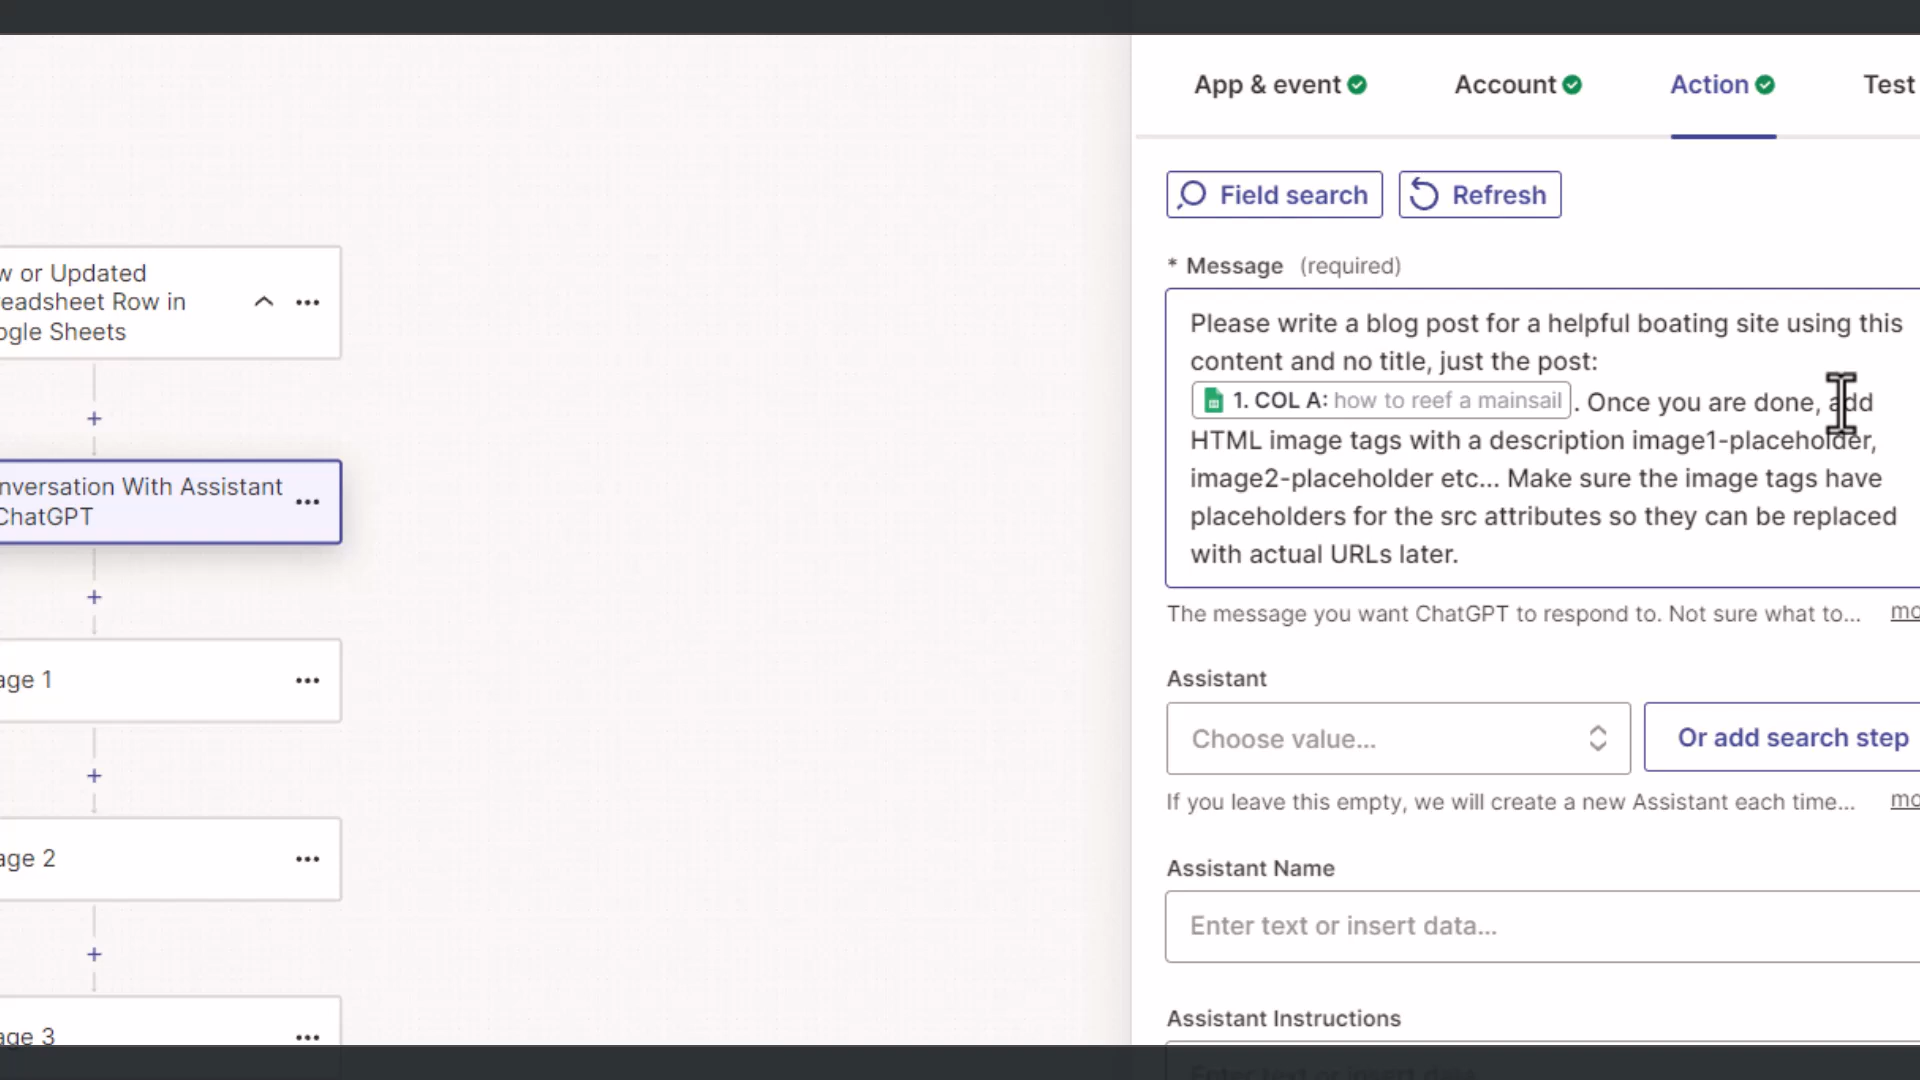 App & event
Account
Action
Test
Field search
Refresh
* Message (required)
Please write a blog post for a helpful boating site using this
content and no title, just the post:
1. COL A: how to reef a mainsail . Once you are done, add
HTML image tags with a description image1-placeholder,
image2-placeholder etc... Make sure the image tags have
placeholders for the src attributes so they can be replaced
with actual URLs later.
The message you want ChatGPT to respond to. Not sure what to... mo
Assistant
Choose value...
Or add search step
If you leave this empty, we will create a new Assistant each time... mo
Assistant Name
Enter text or insert data...
Assistant Instructions
w or Updated
eadsheet Row in
ogle Sheets
nversation With Assistant
ChatGPT
age 1
age 2
age 3